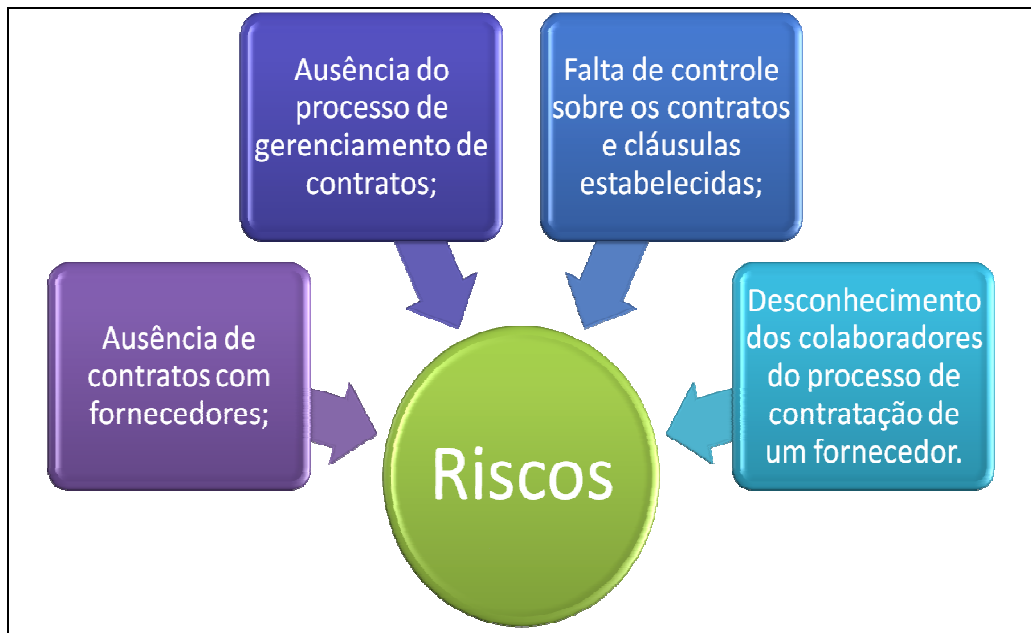 Ausência do
processo de
gerenciamento de
contratos;
Falta de controle
sobre os contratos
e cláusulas
estabelecidas;
Ausência de
contratos com
fornecedores;
Desconhecimento
dos colaboradores
do processo de
contratação de
um fornecedor.
Riscos